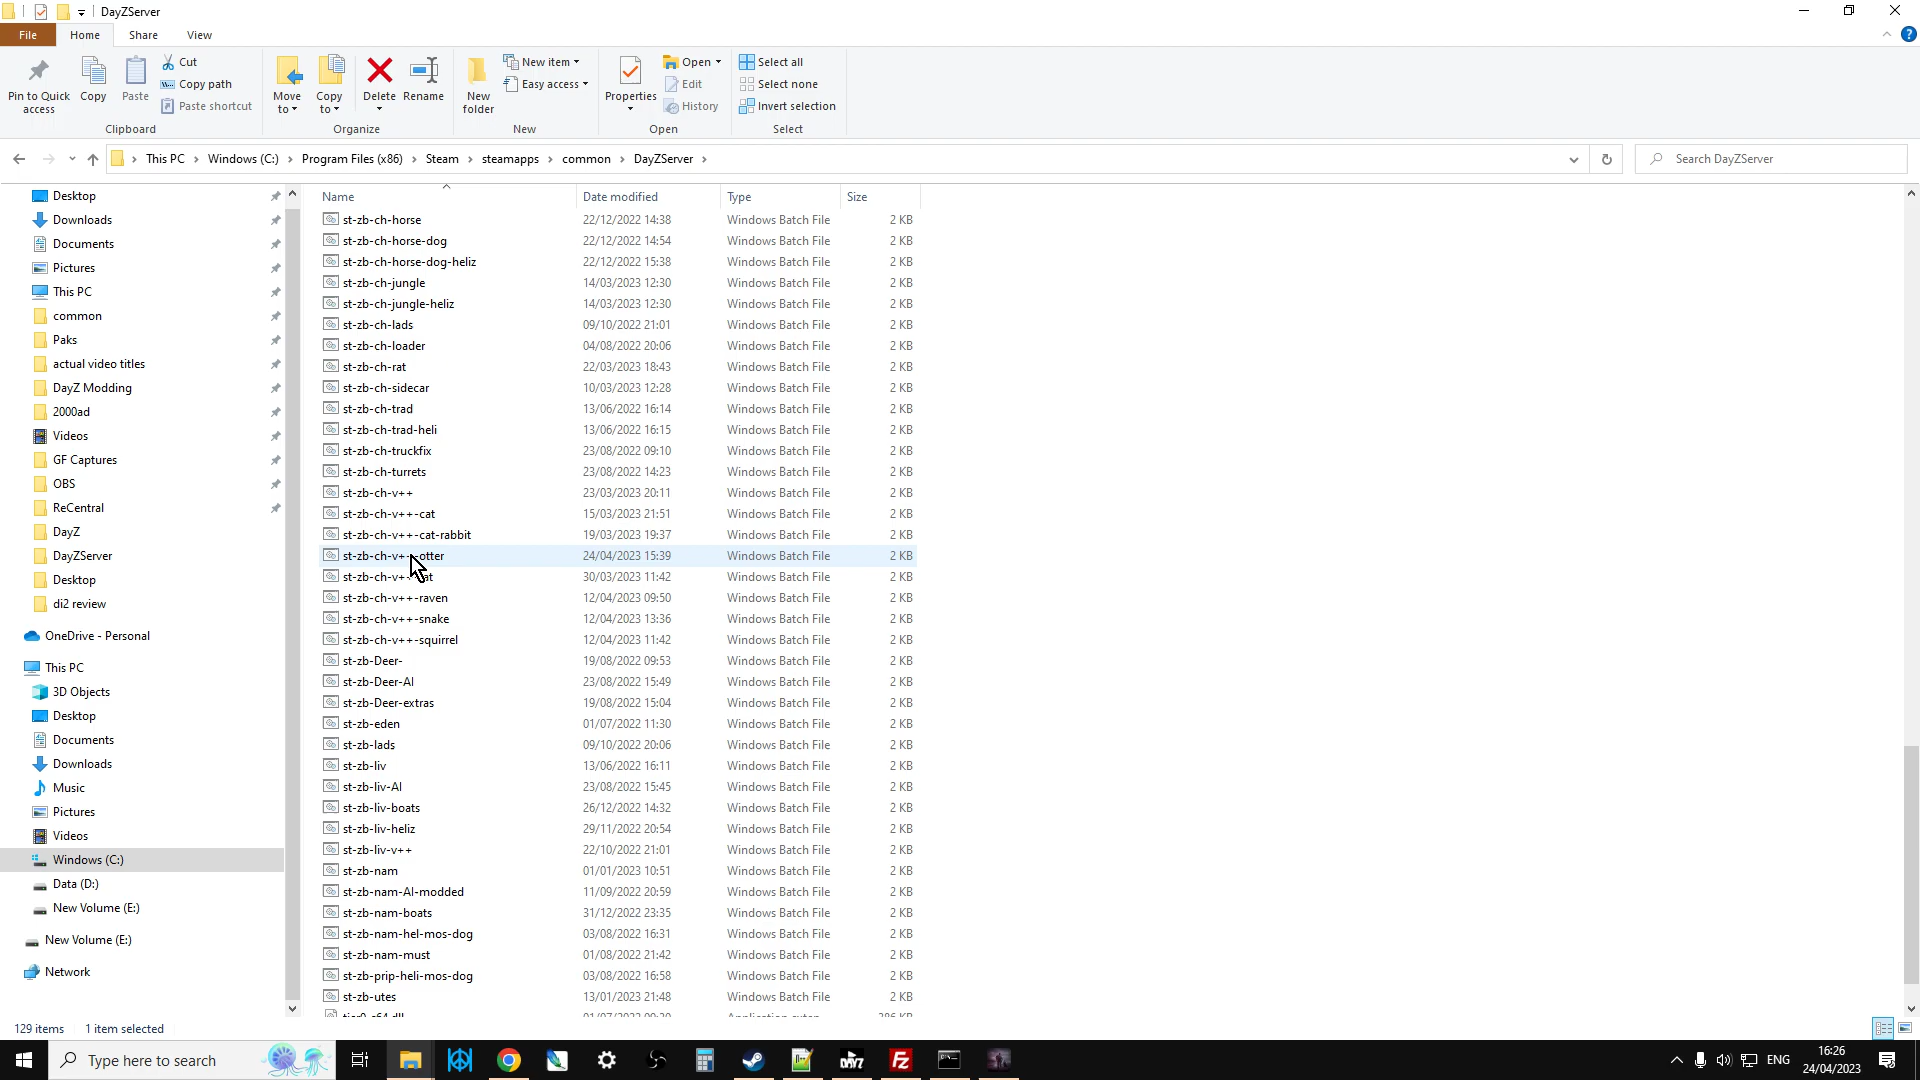 DayZServer
File Home Share View
Pin to Quick access
Copy
Paste
Cut
Copy path
Paste shortcut
Clipboard
Move to
Copy to
Delete
Rename
Organize
New folder
New item
Easy access
New
Properties
Open
Edit
History
Open
Select all
Select none
Invert selection
Select
This PC Windows (C:) Program Files (x86) Steam steamapps common DayZServer
Search DayZServer
Desktop
Downloads
Documents
Pictures
This PC
common
Paks
actual video titles
DayZ Modding
2000ad
Videos
GF Captures
OBS
ReCentral
DayZ
DayZServer
Desktop
di2 review
OneDrive - Personal
This PC
3D Objects
Desktop
Documents
Downloads
Music
Pictures
Videos
Windows (C:)
Data (D:)
New Volume (E:)
New Volume (E:)
Network
Name Date modified Type Size
st-zb-ch-horse 22/12/2022 14:38 Windows Batch File 2 KB
st-zb-ch-horse-dog 22/12/2022 14:54 Windows Batch File 2 KB
st-zb-ch-horse-dog-heliz 22/12/2022 15:38 Windows Batch File 2 KB
st-zb-ch-jungle 14/03/2023 12:30 Windows Batch File 2 KB
st-zb-ch-jungle-heliz 14/03/2023 12:30 Windows Batch File 2 KB
st-zb-ch-lads 09/10/2022 21:01 Windows Batch File 2 KB
st-zb-ch-loader 04/08/2022 20:06 Windows Batch File 2 KB
st-zb-ch-rat 22/03/2023 18:43 Windows Batch File 2 KB
st-zb-ch-sidecar 10/03/2023 12:28 Windows Batch File 2 KB
st-zb-ch-trad 13/06/2022 16:14 Windows Batch File 2 KB
st-zb-ch-trad-heli 13/06/2022 16:15 Windows Batch File 2 KB
st-zb-ch-truckfix 23/08/2022 09:10 Windows Batch File 2 KB
st-zb-ch-turrets 23/08/2022 14:23 Windows Batch File 2 KB
st-zb-ch-v++ 23/03/2023 20:11 Windows Batch File 2 KB
st-zb-ch-v++-cat 15/03/2023 21:51 Windows Batch File 2 KB
st-zb-ch-v++-cat-rabbit 19/03/2023 19:37 Windows Batch File 2 KB
st-zb-ch-v++-otter 24/04/2023 15:39 Windows Batch File 2 KB
30/03/2023 11:42 Windows Batch File 2 KB
st-zb-ch-v++-raven 12/04/2023 09:50 Windows Batch File 2 KB
st-zb-ch-v++-snake 12/04/2023 13:36 Windows Batch File 2 KB
st-zb-ch-v++-squirrel 12/04/2023 11:42 Windows Batch File 2 KB
st-zb-Deer- 19/08/2022 09:53 Windows Batch File 2 KB
st-zb-Deer-AI 23/08/2022 15:49 Windows Batch File 2 KB
st-zb-Deer-extras 19/08/2022 15:04 Windows Batch File 2 KB
st-zb-eden 01/07/2022 11:30 Windows Batch File 2 KB
st-zb-lads 09/10/2022 20:06 Windows Batch File 2 KB
st-zb-liv 13/06/2022 16:11 Windows Batch File 2 KB
st-zb-liv-AI 23/08/2022 15:45 Windows Batch File 2 KB
st-zb-liv-boats 26/12/2022 14:32 Windows Batch File 2 KB
st-zb-liv-heliz 29/11/2022 20:54 Windows Batch File 2 KB
st-zb-liv-v++ 22/10/2022 21:01 Windows Batch File 2 KB
st-zb-nam 01/01/2023 10:51 Windows Batch File 2 KB
st-zb-nam-AI-modded 11/09/2022 20:59 Windows Batch File 2 KB
st-zb-nam-boats 31/12/2022 23:35 Windows Batch File 2 KB
st-zb-nam-hel-mos-dog 03/08/2022 16:31 Windows Batch File 2 KB
st-zb-nam-must 01/08/2022 21:42 Windows Batch File 2 KB
st-zb-prip-heli-mos-dog 03/08/2022 16:58 Windows Batch File 2 KB
st-zb-utes 13/01/2023 21:48 Windows Batch File 2 KB
129 items 1 item selected
Type here to search
ENG
16:26
24/04/2023